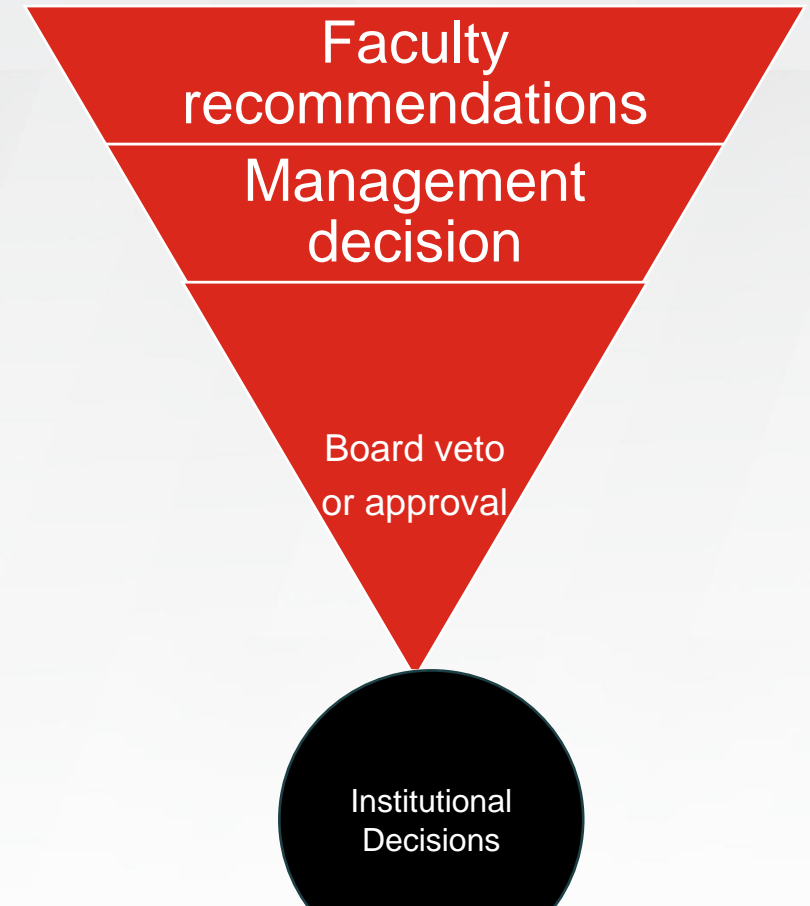 Faculty
recommendations
Management
decision
Board veto
or approval
Institutional
Decisions